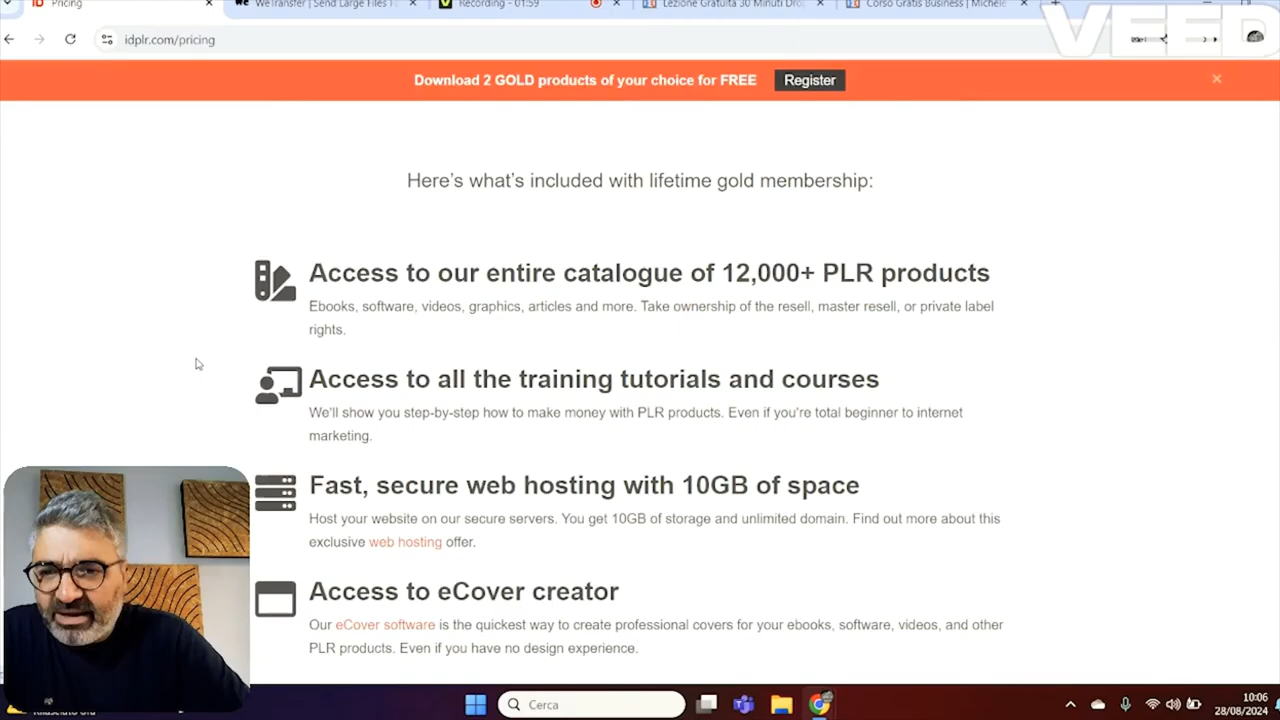 Pricing
WeTransfer | Send Large Files F
Recording - 01:59
Lezione Gratuita 30 Minuti Dro
Corso Gratis Business | Michele
idplr.com/pricing
VEED
Download 2 GOLD products of your choice for FREE
Register
Here's what's included with lifetime gold membership:
Access to our entire catalogue of 12,000+ PLR products
Ebooks, software, videos, graphics, articles and more. Take ownership of the resell, master resell, or private label
rights.
Access to all the training tutorials and courses
We'll show you step-by-step how to make money with PLR products. Even if you're total beginner to internet
marketing.
Fast, secure web hosting with 10GB of space
Host your website on our secure servers. You get 10GB of storage and unlimited domain. Find out more about this
exclusive web hosting offer.
Access to eCover creator
Our eCover software is the quickest way to create professional covers for your ebooks, software, videos, and other
PLR products. Even if you have no design experience.
Cerca
10:06
28/08/2024